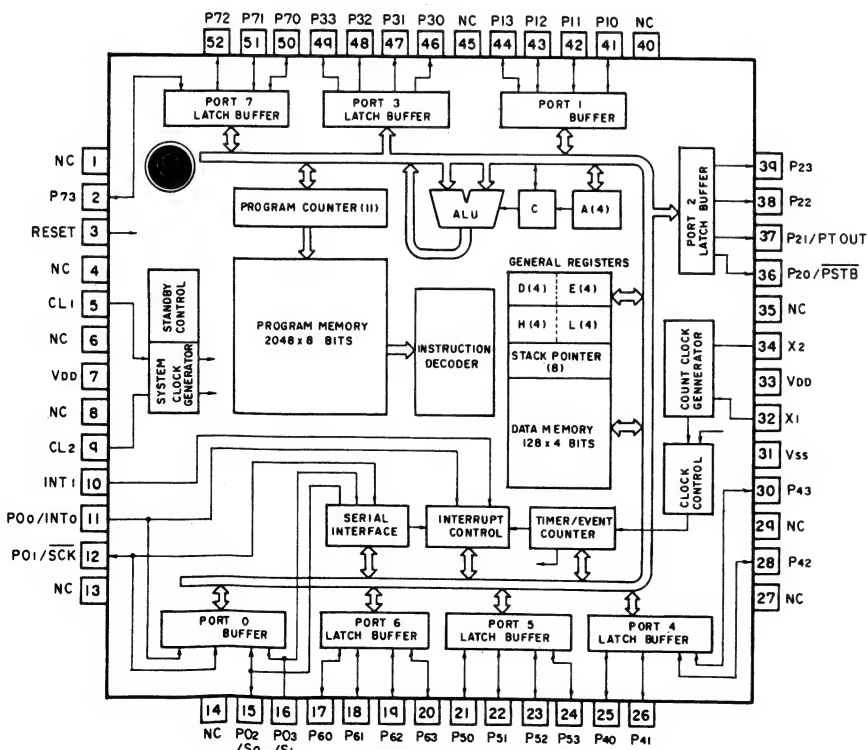 P72 P71 P70 P33 P32 P31 P30 NC P13 P12 P11 P10 NC
52 51 50 49 48 47 46 45 44 43 42 41 40
PORT 7
LATCH BUFFER
PORT 3
LATCH BUFFER
PORT 1
BUFFER
NC 1
P73 2
RESET 3
NC 4
CL1 5
NC 6
VDD 7
NC 8
CL2 9
INT1 10
P00/INT0 11
P01/SCK 12
NC 13
PROGRAM COUNTER (11)
ALU
C
A(4)
PORT 2
LATCH BUFFER
39 P23
38 P22
37 P21/PTOUT
36 P20/PSTB
35 NC
34 X2
33 VDD
32 X1
31 VSS
30 P43
29 NC
28 P42
27 NC
STANDBY
CONTROL
SYSTEM
CLOCK
GENERATOR
PROGRAM MEMORY
2048 x 8 BITS
INSTRUCTION
DECODER
GENERAL REGISTERS
D(4) E(4)
H(4) L(4)
STACK POINTER
(8)
DATA MEMORY
128 x 4 BITS
COUNT CLOCK
GENNERATOR
CLOCK
CONTROL
SERIAL
INTERFACE
INTERRUPT
CONTROL
TIMER/EVENT
COUNTER
PORT 0
BUFFER
PORT 6
LATCH BUFFER
PORT 5
LATCH BUFFER
PORT 4
LATCH BUFFER
14 15 16 17 18 19 20 21 22 23 24 25 26
NC P02 P03 P60 P61 P62 P63 P50 P51 P52 P53 P40 P41
/SO /SI